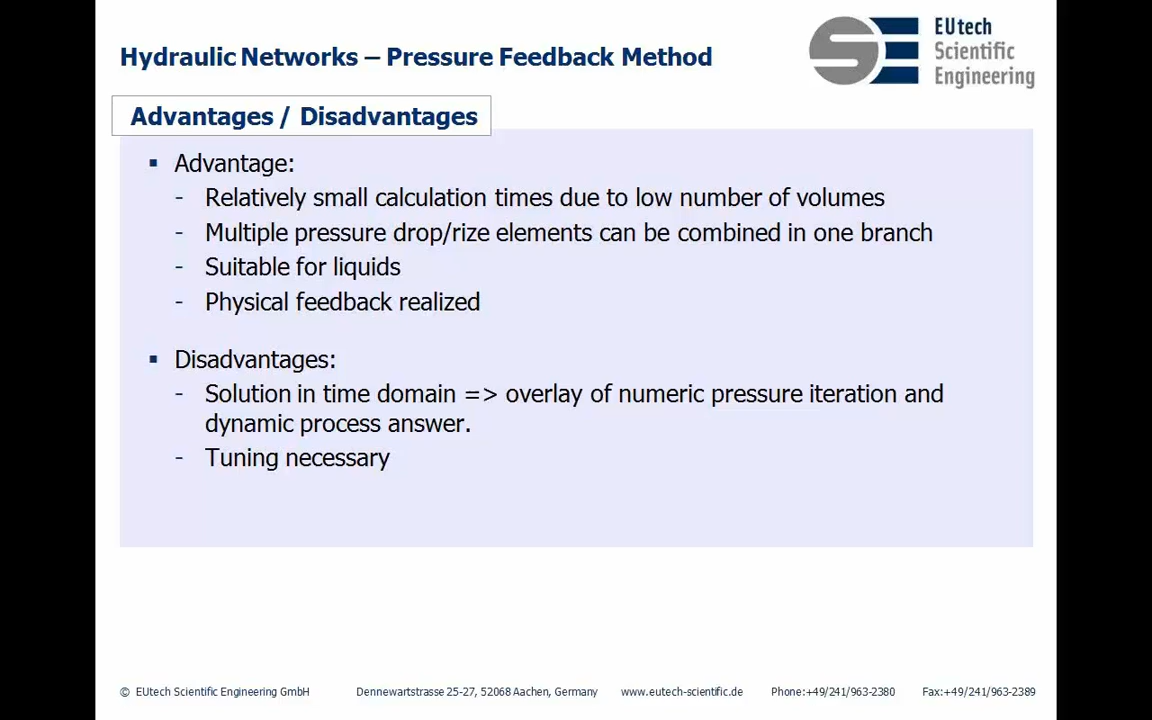 Hydraulic Networks – Pressure Feedback Method
EUtech
Scientific
Engineering
Advantages / Disadvantages
▪ Advantage:
- Relatively small calculation times due to low number of volumes
- Multiple pressure drop/rize elements can be combined in one branch
- Suitable for liquids
- Physical feedback realized
▪ Disadvantages:
- Solution in time domain => overlay of numeric pressure iteration and
dynamic process answer.
- Tuning necessary
© EUtech Scientific Engineering GmbH Dennewartstrasse 25-27, 52068 Aachen, Germany www.eutech-scientific.de Phone:+49/241/963-2380 Fax:+49/241/963-2389